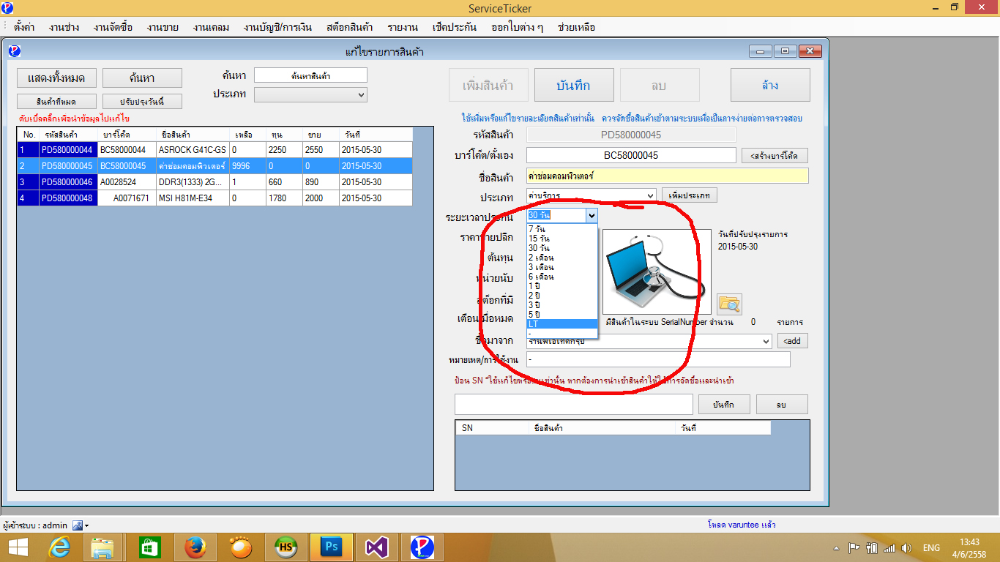 ServiceTicker
ตั้งค่า งานช่าง งานจัดซื้อ งานขาย งานเคลม งานบัญชี/การเงิน สต็อกสินค้า รายงาน เช็คประกัน ออกใบต่าง ๆ ช่วยเหลือ
แก้ไขรายการสินค้า
แสดงทั้งหมด ค้นหา ค้นหา ค้นหาสินค้า
สินค้าที่หมด ปรับปรุงวันนี้ ประเภท
ดับเบิ้ลคลิ๊กเพื่อนำข้อมูลไปแก้ไข
No. รหัสสินค้า บาร์โค๊ต ชื่อสินค้า เหลือ ทุน ขาย วันที่
1 PD580000044 BC58000044 ASROCK G41C-GS 0 2250 2550 2015-05-30
2 PD580000045 BC58000045 ค่าซ่อมคอมพิวเตอร์ 9996 0 0 2015-05-30
3 PD580000046 A0028524 DDR3(1333) 2G... 1 660 890 2015-05-30
4 PD580000048 A0071671 MSI H81M-E34 0 1780 2000 2015-05-30
เพิ่มสินค้า บันทึก ลบ ล้าง
ใช้เพิ่มหรือแก้ไขรายละเอียดสินค้าเท่านั้น ควรจัดซื้อสินค้าเข้าตามระบบเพื่อเป็นการง่ายต่อการตรวจสอบ
รหัสสินค้า PD580000045
บาร์โค๊ต/ตั้งเอง BC58000045 <สร้างบาร์โค๊ต
ชื่อสินค้า ค่าซ่อมคอมพิวเตอร์
ประเภท ค่าบริการ เพิ่มประเภท
ระยะเวลาประกัน 30 วัน
7 วัน
15 วัน
30 วัน
2 เดือน
3 เดือน
6 เดือน
1 ปี
2 ปี
3 ปี
5 ปี
LT
-
ราคาขายปลีก
ต้นทุน
หน่วยนับ
สต็อกที่มี
เตือนเมื่อหมด
วันที่ปรับปรุงรายการ
2015-05-30
มีสินค้าในระบบ SerialNumber จำนวน 0 รายการ
ซื้อมาจาก ร้านพีเอเทคกรุ๊ป <add
หมายเหต/การใช้งาน -
ป้อน SN *ใช้แก้ไขหรือลบเท่านั้น หากต้องการนำเข้าสินค้าให้ใช้การจัดซื้อและนำเข้า
บันทึก ลบ
SN ชื่อสินค้า วันที่
ผู้เข้าระบบ : admin โหลด varuntee แล้ว
HS Ps ENG 13:43
4/6/2558